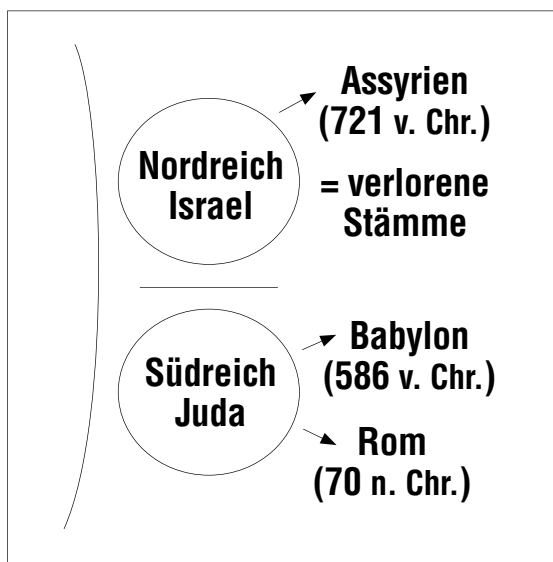 Nordreich
Israel
Assyrien
(721 v. Chr.)
= verlorene
Stämme
Südreich
Juda
Babylon
(586 v. Chr.)
Rom
(70 n. Chr.)